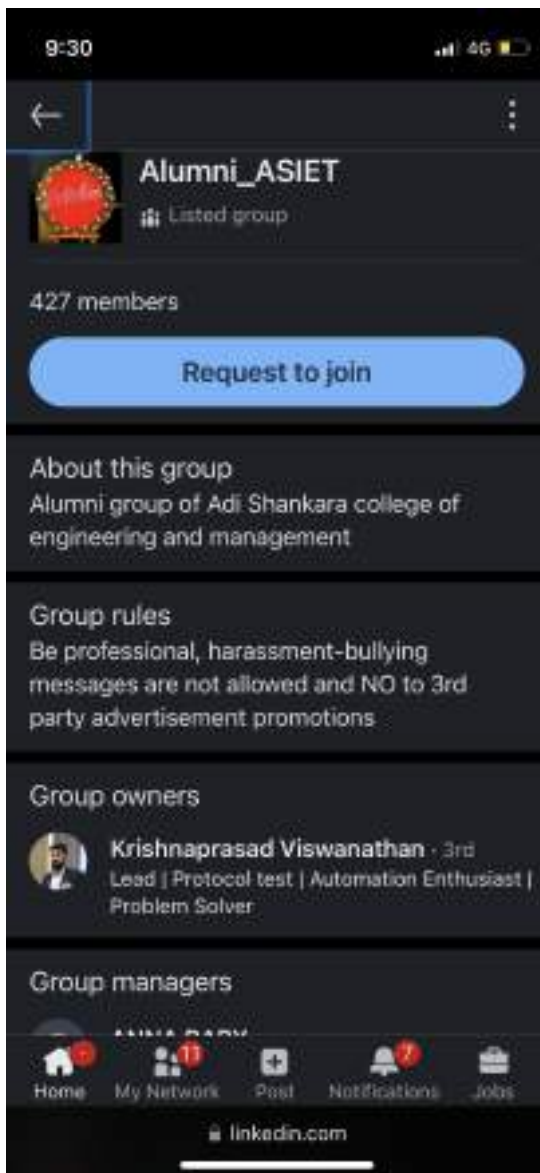 9:30
4G
Alumni_ASIET
Listed group
427 members
Request to join
About this group
Alumni group of Adi Shankara college of
engineering and management
Group rules
Be professional, harassment-bullying
messages are not allowed and NO to 3rd
party advertisement promotions
Group owners
Krishnaprasad Viswanathan · 3rd
Lead | Protocol test | Automation Enthusiast |
Problem Solver
Group managers
ANNA BABY
11
Home My Network Post Notifications Jobs
linkedin.com